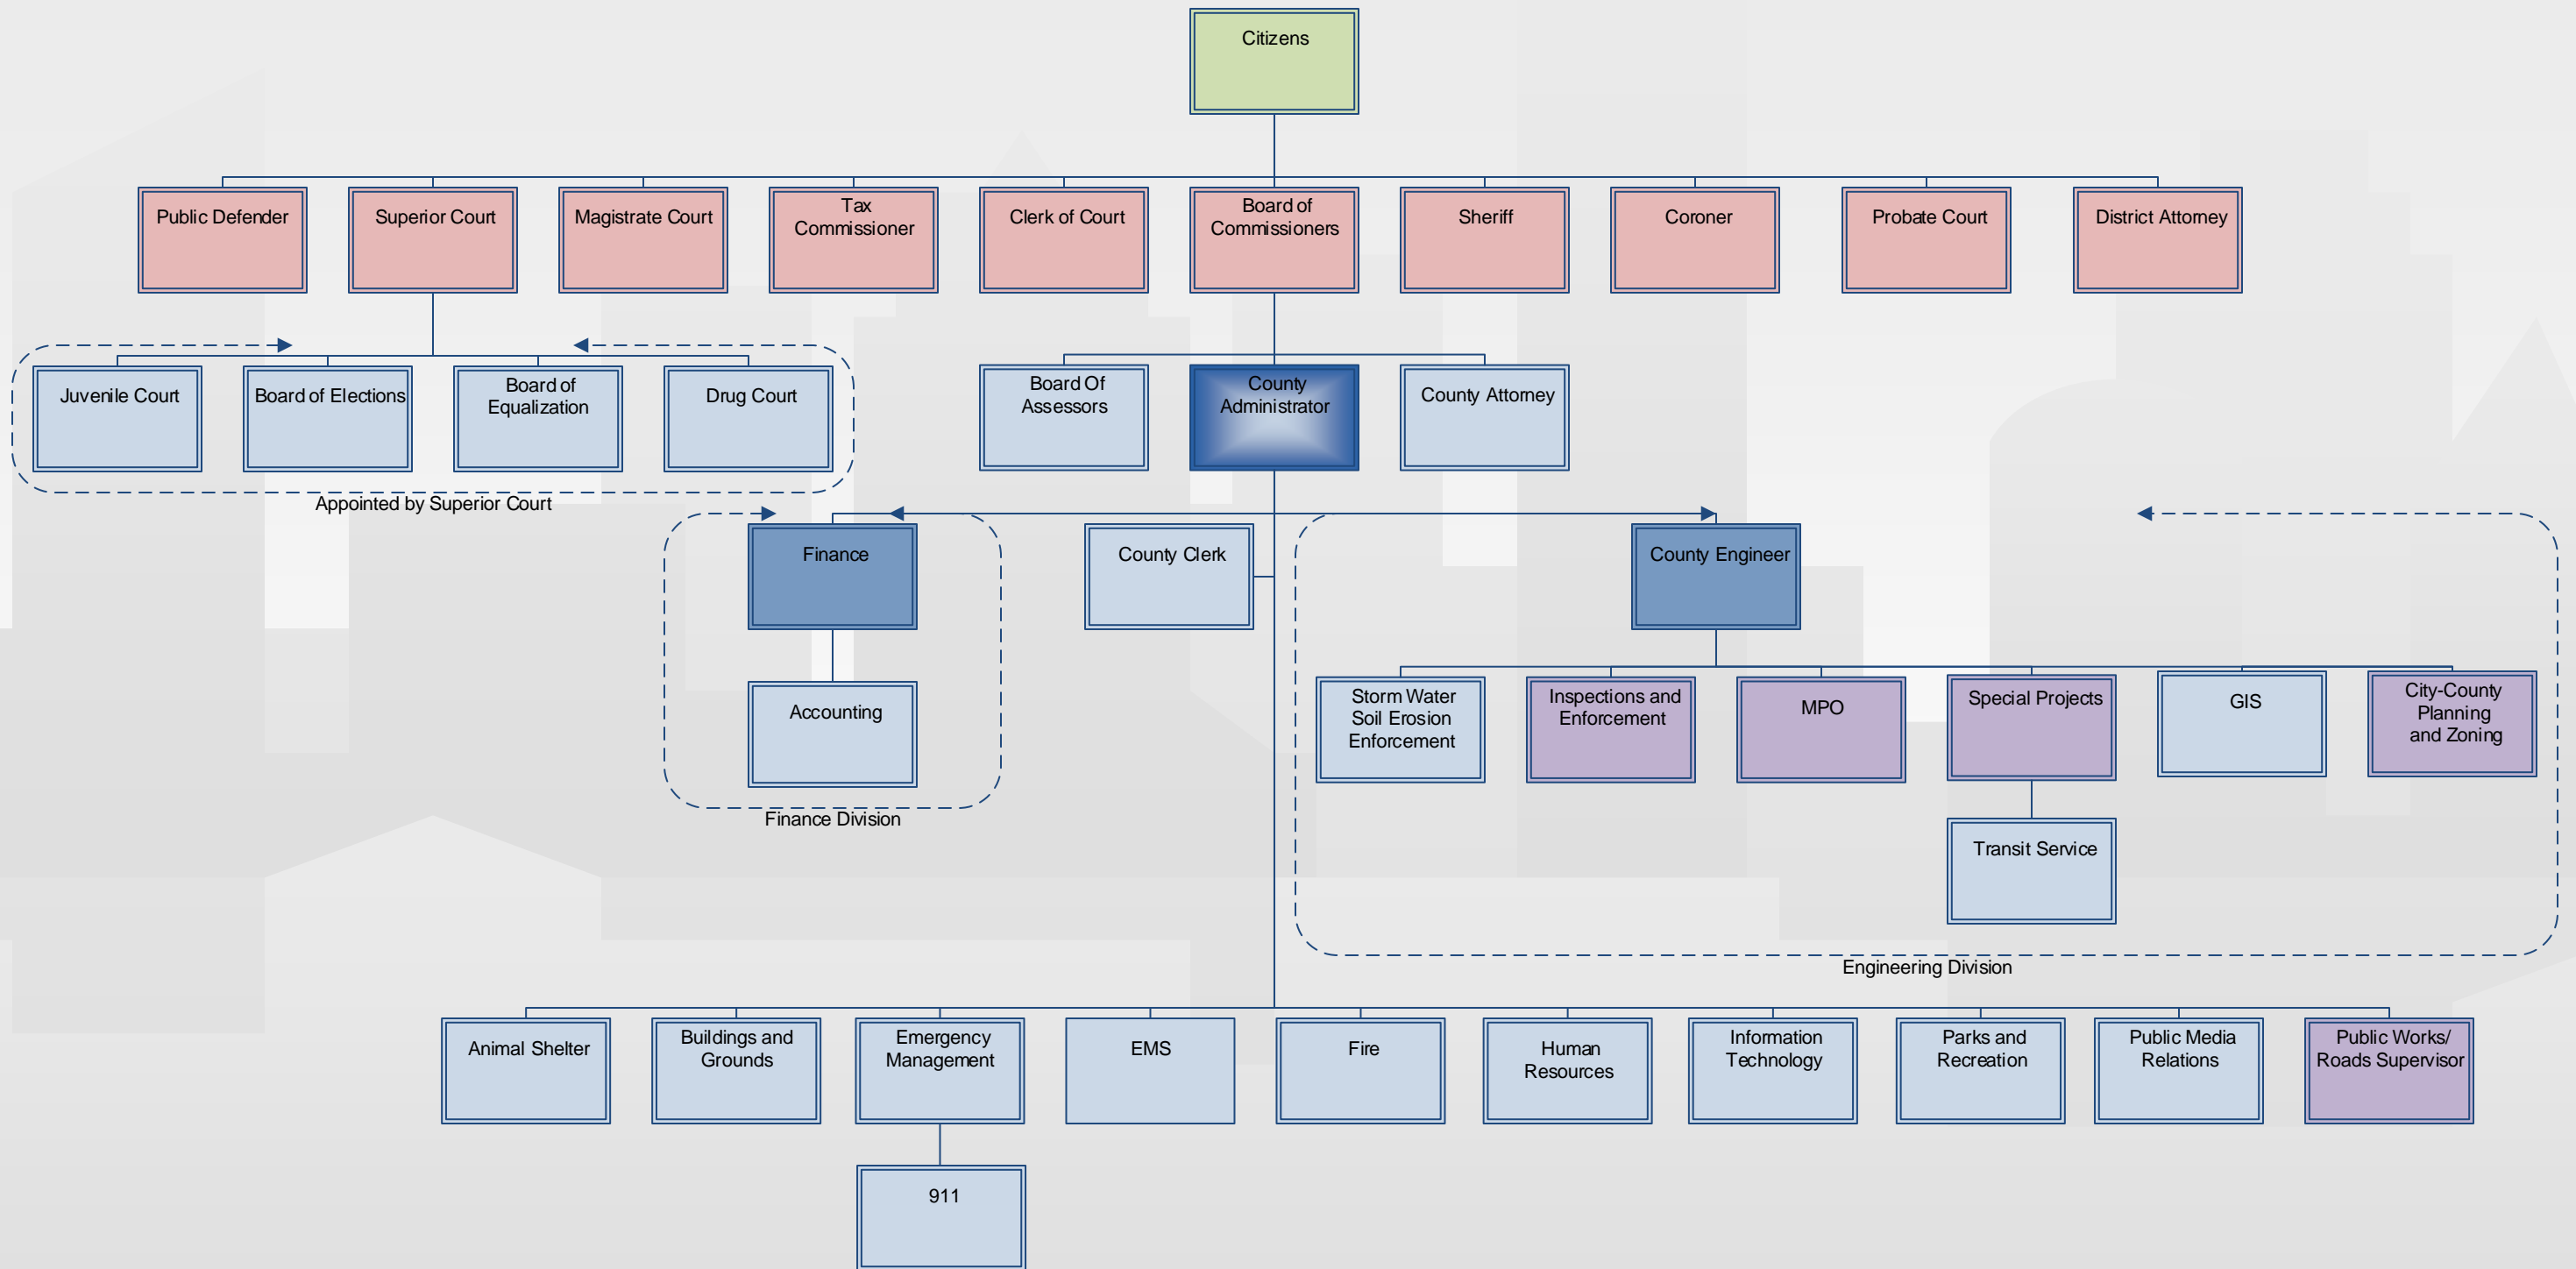 Citizens
Public Defender
Superior Court
Magistrate Court
Tax
Commissioner
Clerk of Court
Board of
Commissioners
Sheriff
Coroner
Probate Court
District Attorney
Juvenile Court
Board of Elections
Board of
Equalization
Drug Court
Appointed by Superior Court
Board Of
Assessors
County
Administrator
County Attorney
Finance
County Clerk
County Engineer
Accounting
Finance Division
Storm Water
Soil Erosion
Enforcement
Inspections and
Enforcement
MPO
Special Projects
GIS
City-County
Planning
and Zoning
Transit Service
Engineering Division
Animal Shelter
Buildings and
Grounds
Emergency
Management
EMS
Fire
Human
Resources
Information
Technology
Parks and
Recreation
Public Media
Relations
Public Works/
Roads Supervisor
911